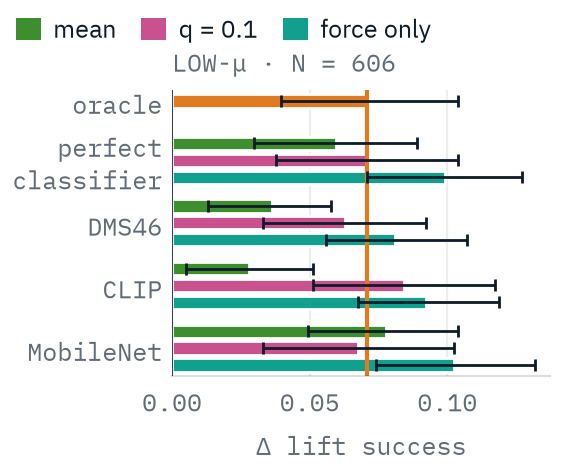 mean q = 0.1 force only
LOW-μ · N = 606
oracle
perfect
classifier
DMS46
CLIP
MobileNet
0.00 0.05 0.10
Δ lift success